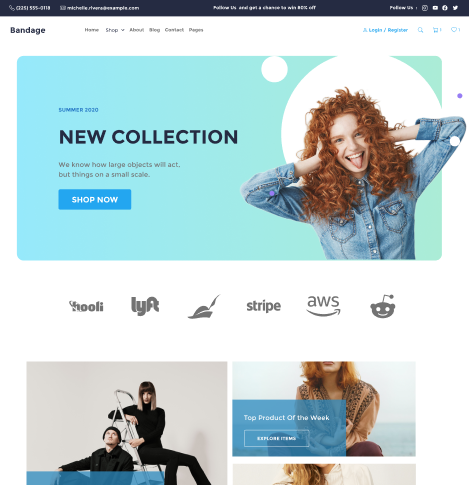 (225) 555-0118
michelle.rivera@example.com
Follow Us and get a chance to win 80% off
Follow Us :
Bandage
Home
Shop
About
Blog
Contact
Pages
Login / Register
1
1
SUMMER 2020
NEW COLLECTION
We know how large objects will act,
but things on a small scale.
SHOP NOW
hooli
lyft
stripe
aws
Top Product Of the Week
EXPLORE ITEMS